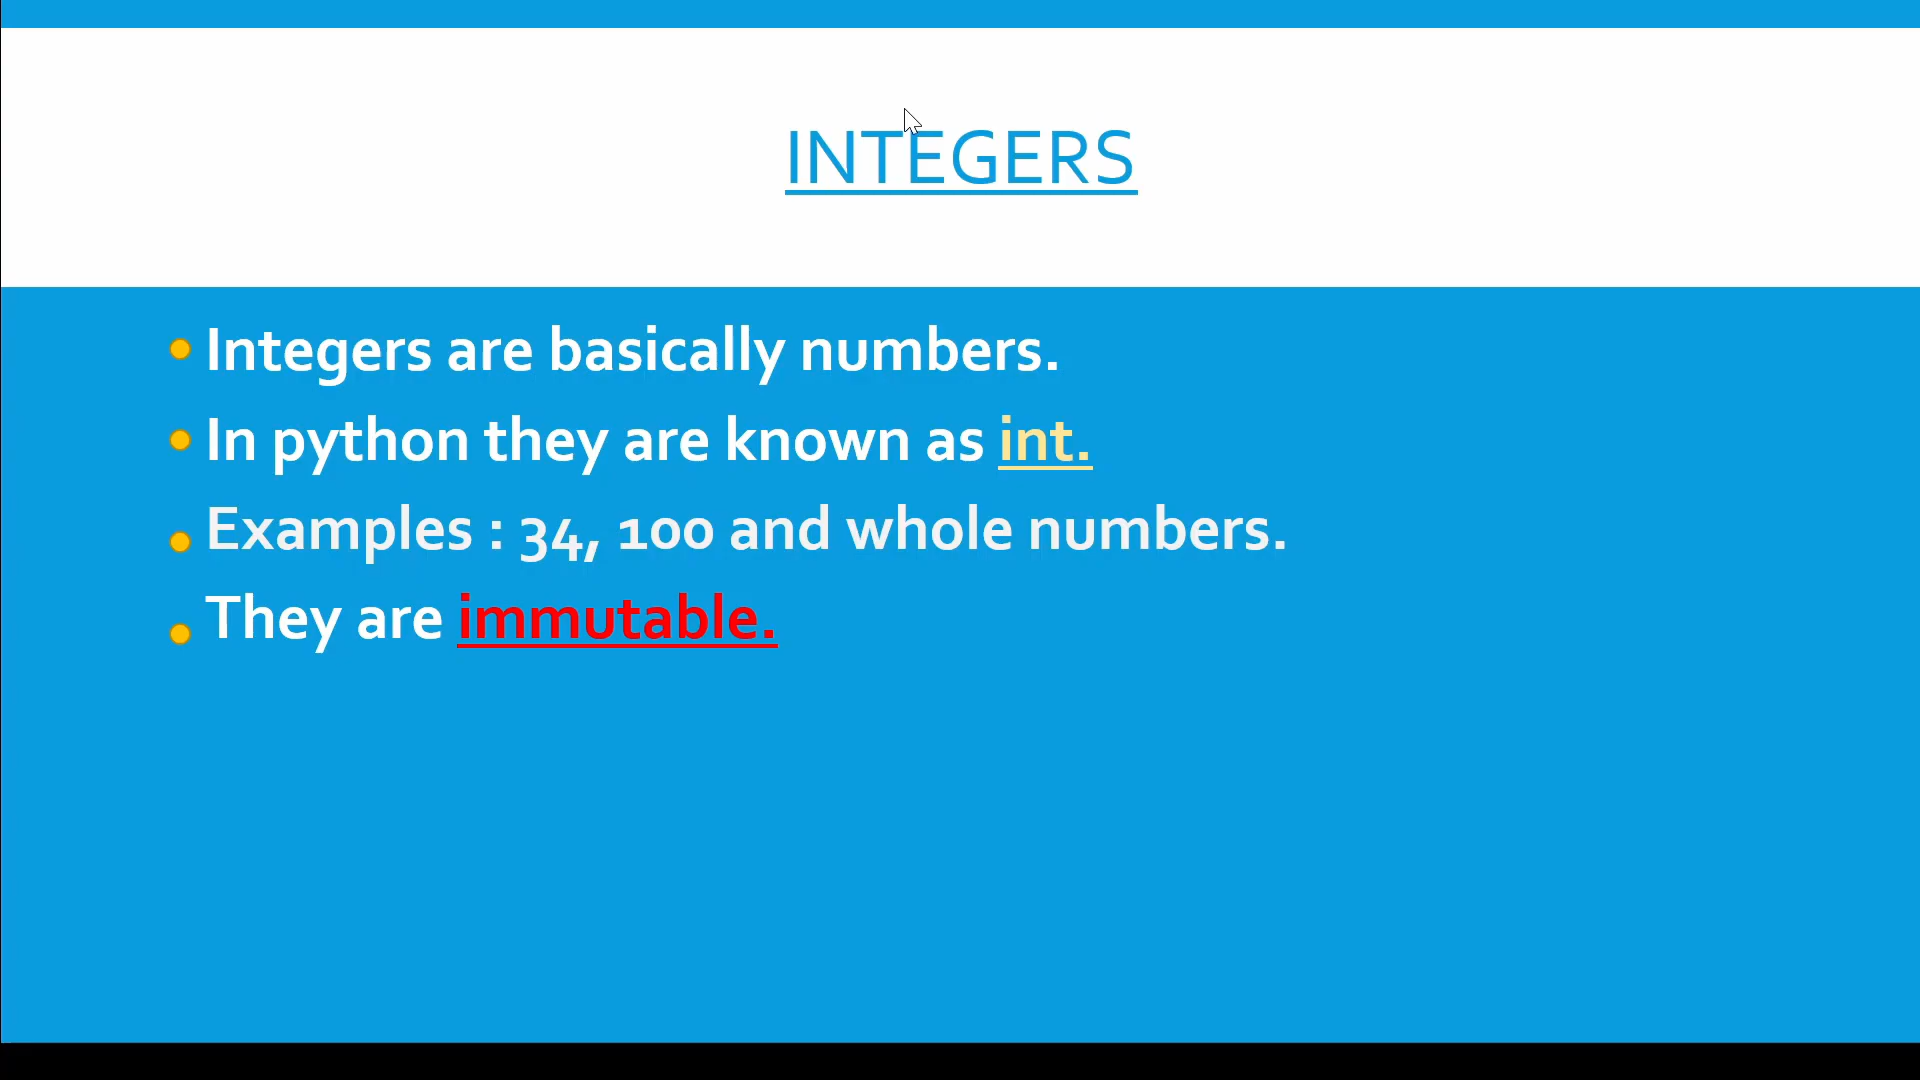 INTEGERS
Integers are basically numbers.
In python they are known as int.
Examples : 34, 100 and whole numbers.
They are immutable.